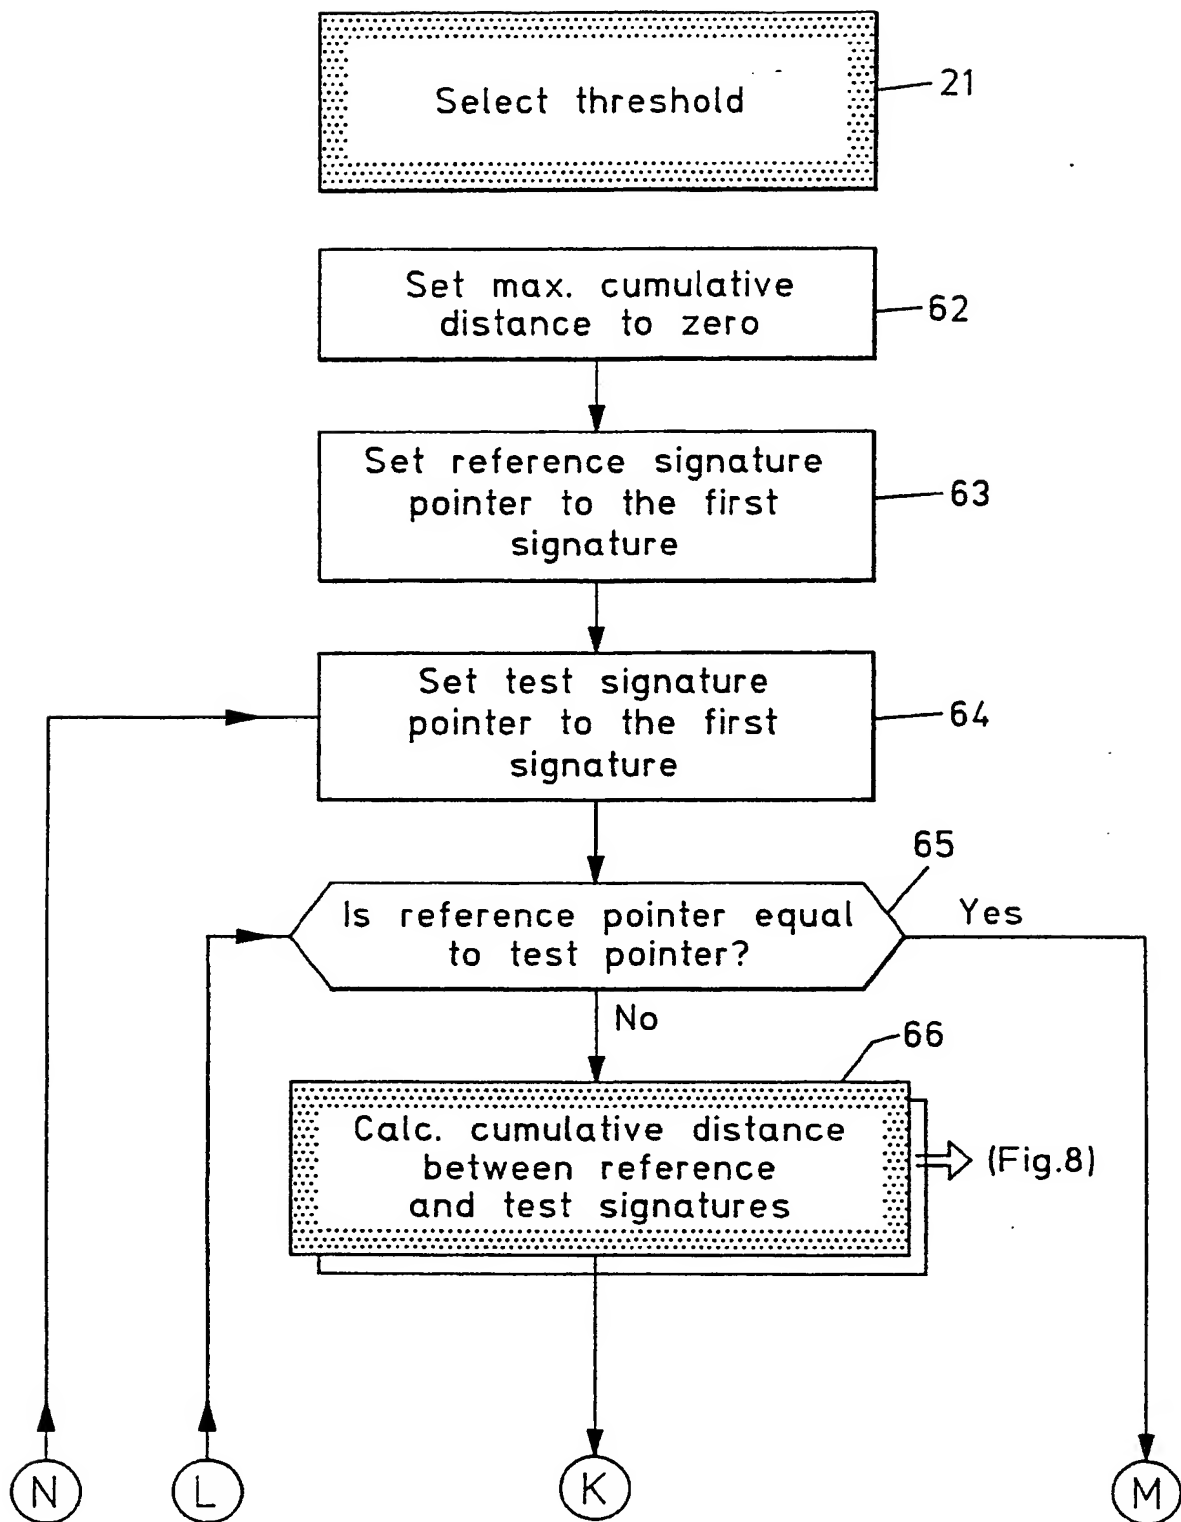 Select threshold
21
Set max. cumulative
distance to zero
62
Set reference signature
pointer to the first
signature
63
Set test signature
pointer to the first
signature
64
65
Is reference pointer equal
to test pointer?
Yes
No
66
Calc. cumulative distance
between reference
and test signatures
(Fig.8)
N
L
K
M